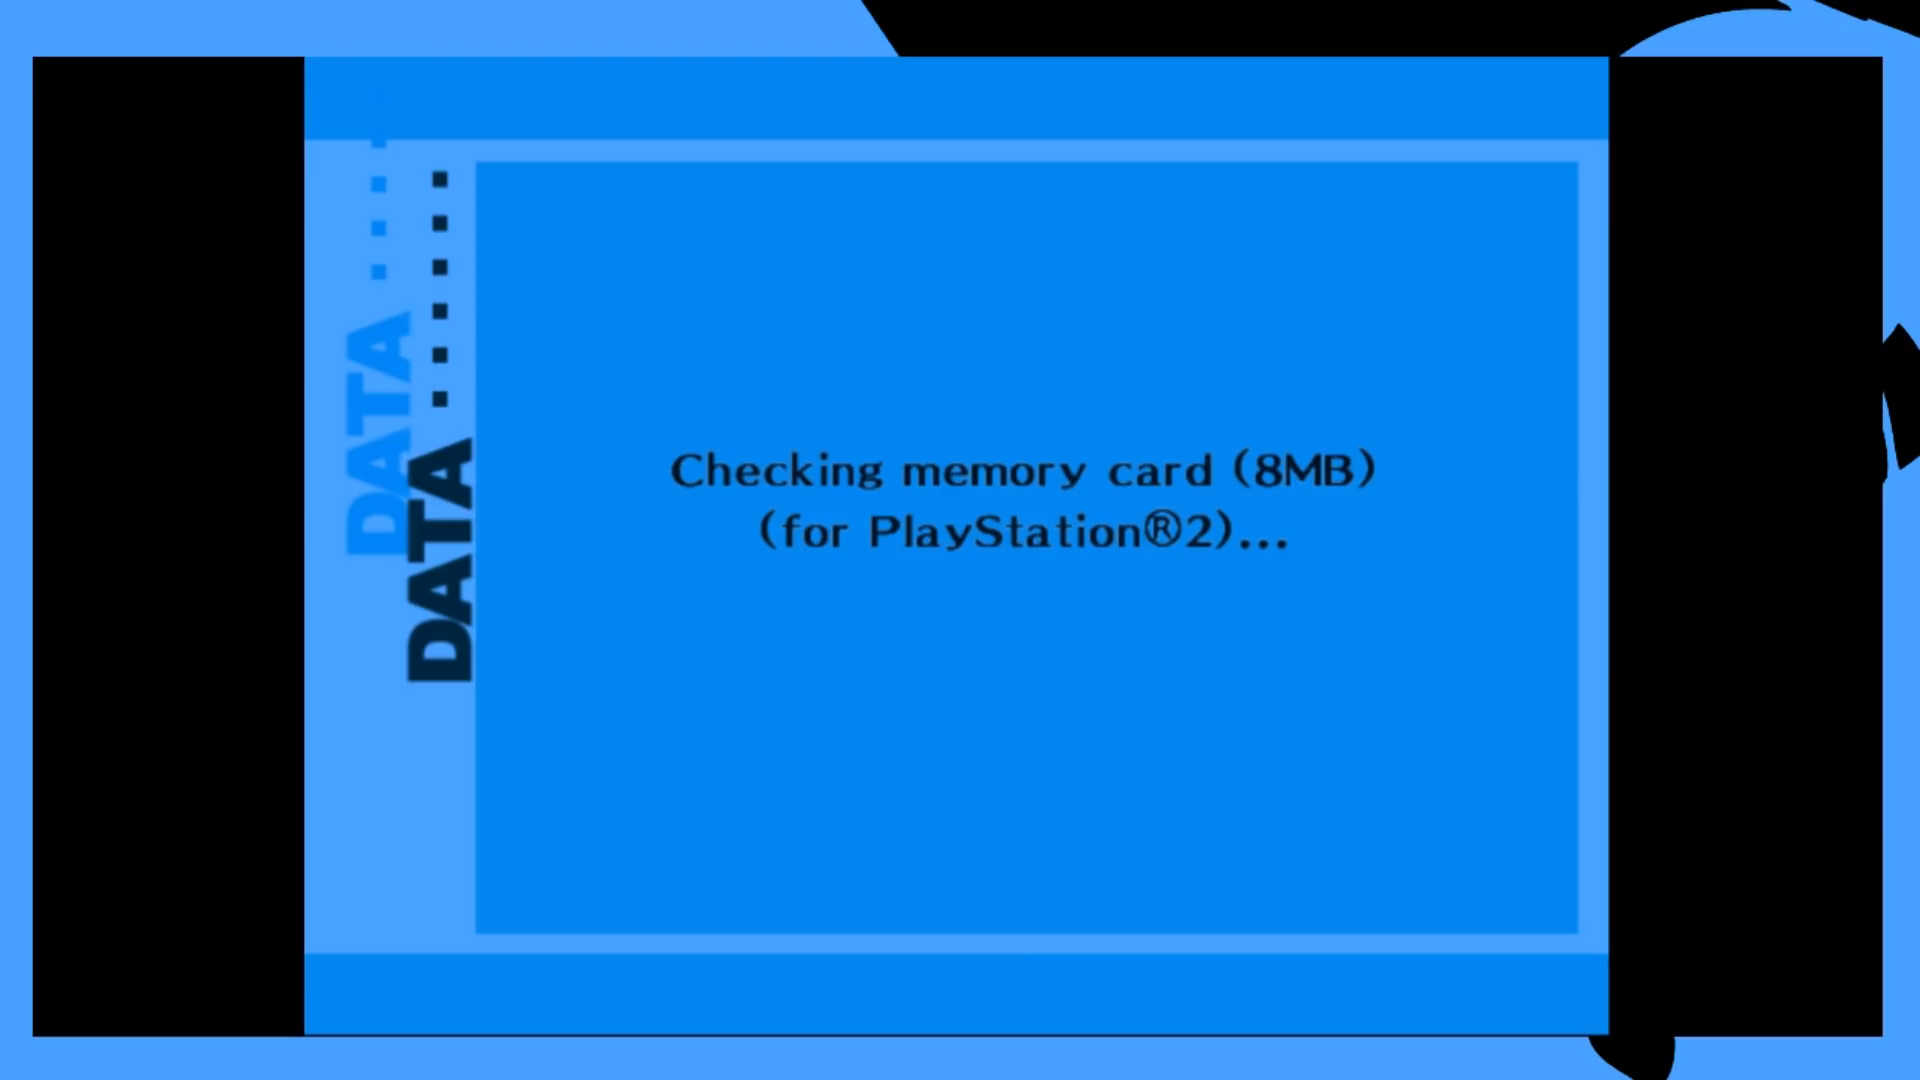 DATA ......
DATA ....
Checking memory card (8MB)
(for PlayStation®2)...